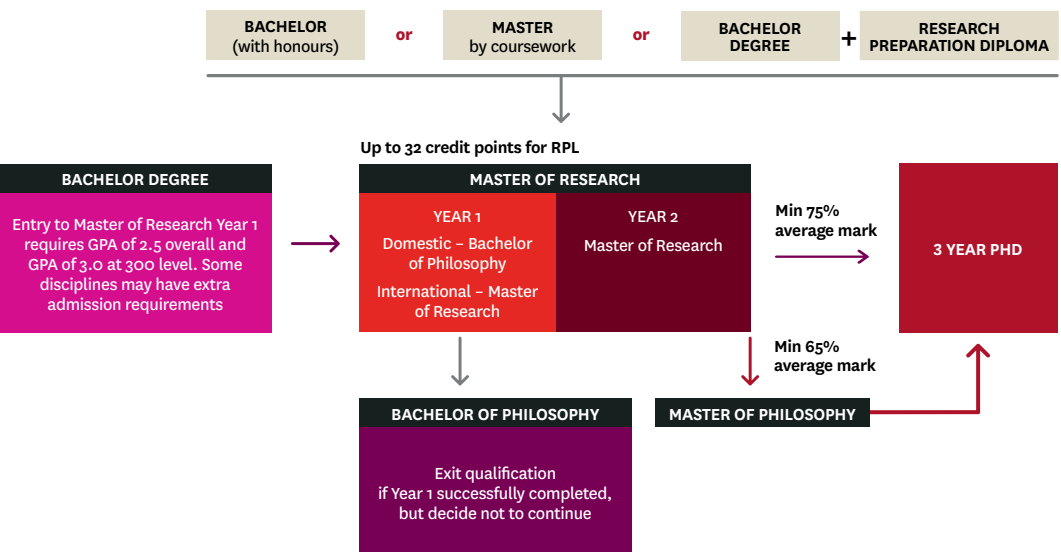 BACHELOR
(with honours)
or
MASTER
by coursework
or
BACHELOR
DEGREE
+
RESEARCH
PREPARATION DIPLOMA
Up to 32 credit points for RPL
BACHELOR DEGREE
Entry to Master of Research Year 1
requires GPA of 2.5 overall and
GPA of 3.0 at 300 level. Some
disciplines may have extra
admission requirements
MASTER OF RESEARCH
YEAR 1
Domestic – Bachelor
of Philosophy
International – Master
of Research
YEAR 2
Master of Research
Min 75%
average mark
3 YEAR PHD
Min 65%
average mark
BACHELOR OF PHILOSOPHY
Exit qualification
if Year 1 successfully completed,
but decide not to continue
MASTER OF PHILOSOPHY